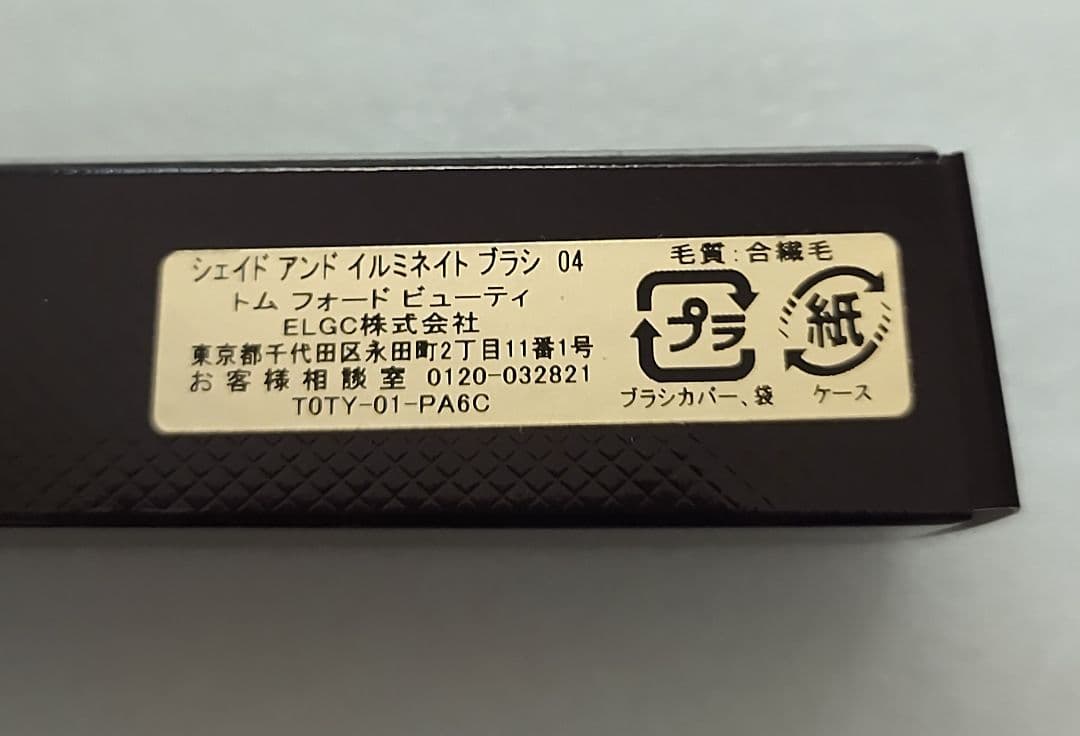 シェイド アンド イルミネイト ブラシ 04
トム フォード ビューティ
ELGC株式会社
東京都千代田区永田町2丁目11番1号
お客様相談室 0120-032821
T0TY-01-PA6C
毛質:合繊毛
プラ
紙
ブラシカバー、袋
ケース